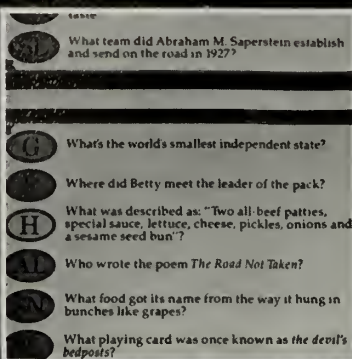 taste
SL What team did Abraham M. Saperstein establish
and send on the road in 1927?
G What's the world's smallest independent state?
Where did Betty meet the leader of the pack?
H What was described as: "Two all-beef patties,
special sauce, lettuce, cheese, pickles, onions and
a sesame seed bun"?
AL Who wrote the poem The Road Not Taken?
SN What food got its name from the way it hung in
bunches like grapes?
What playing card was once known as the devil's
bedposts?